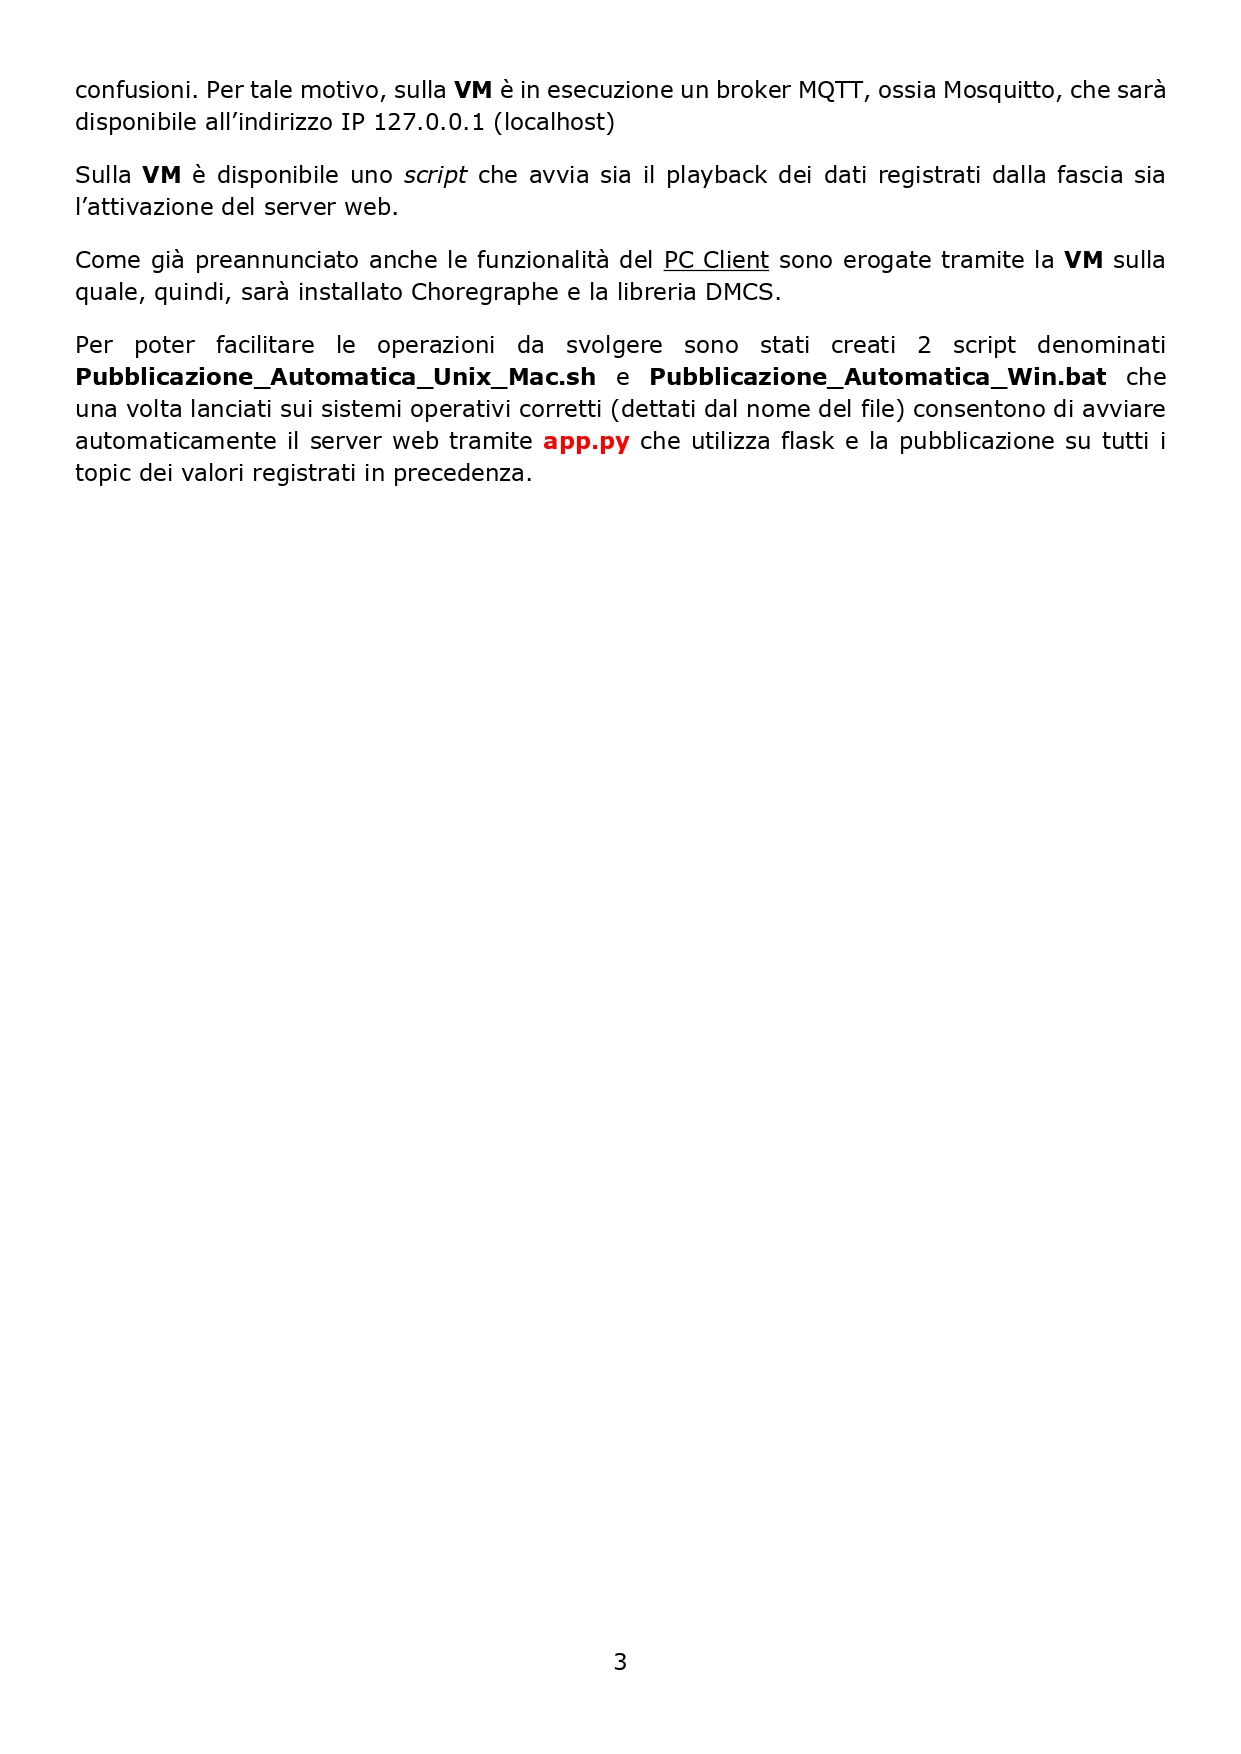 confusioni. Per tale motivo, sulla VM è in esecuzione un broker MQTT, ossia Mosquitto, che sarà
disponibile all’indirizzo IP 127.0.0.1 (localhost)
Sulla VM è disponibile uno script che avvia sia il playback dei dati registrati dalla fascia sia
l’attivazione del server web.
Come già preannunciato anche le funzionalità del PC Client sono erogate tramite la VM sulla
quale, quindi, sarà installato Choregraphe e la libreria DMCS.
Per poter facilitare le operazioni da svolgere sono stati creati 2 script denominati
Pubblicazione_Automatica_Unix_Mac.sh e Pubblicazione_Automatica_Win.bat che
una volta lanciati sui sistemi operativi corretti (dettati dal nome del file) consentono di avviare
automaticamente il server web tramite app.py che utilizza flask e la pubblicazione su tutti i
topic dei valori registrati in precedenza.
3